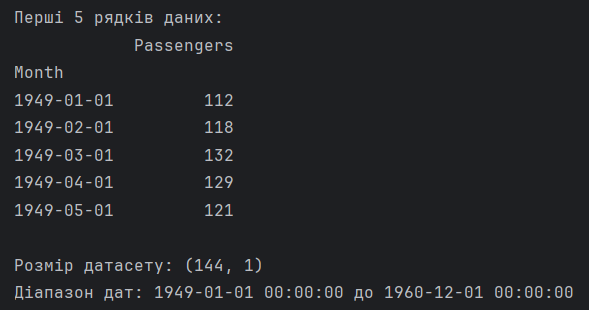 Перші 5 рядків даних:
Passengers
Month
1949-01-01 112
1949-02-01 118
1949-03-01 132
1949-04-01 129
1949-05-01 121
Розмір датасету: (144, 1)
Діапазон дат: 1949-01-01 00:00:00 до 1960-12-01 00:00:00